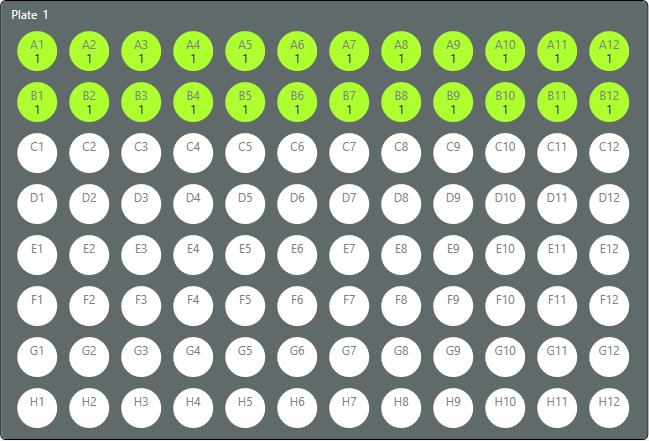 Plate 1
A1 A2 A3 A4 A5 A6 A7 A8 A9 A10 A11 A12
1 1 1 1 1 1 1 1 1 1 1 1
B1 B2 B3 B4 B5 B6 B7 B8 B9 B10 B11 B12
1 1 1 1 1 1 1 1 1 1 1 1
C1 C2 C3 C4 C5 C6 C7 C8 C9 C10 C11 C12
D1 D2 D3 D4 D5 D6 D7 D8 D9 D10 D11 D12
E1 E2 E3 E4 E5 E6 E7 E8 E9 E10 E11 E12
F1 F2 F3 F4 F5 F6 F7 F8 F9 F10 F11 F12
G1 G2 G3 G4 G5 G6 G7 G8 G9 G10 G11 G12
H1 H2 H3 H4 H5 H6 H7 H8 H9 H10 H11 H12